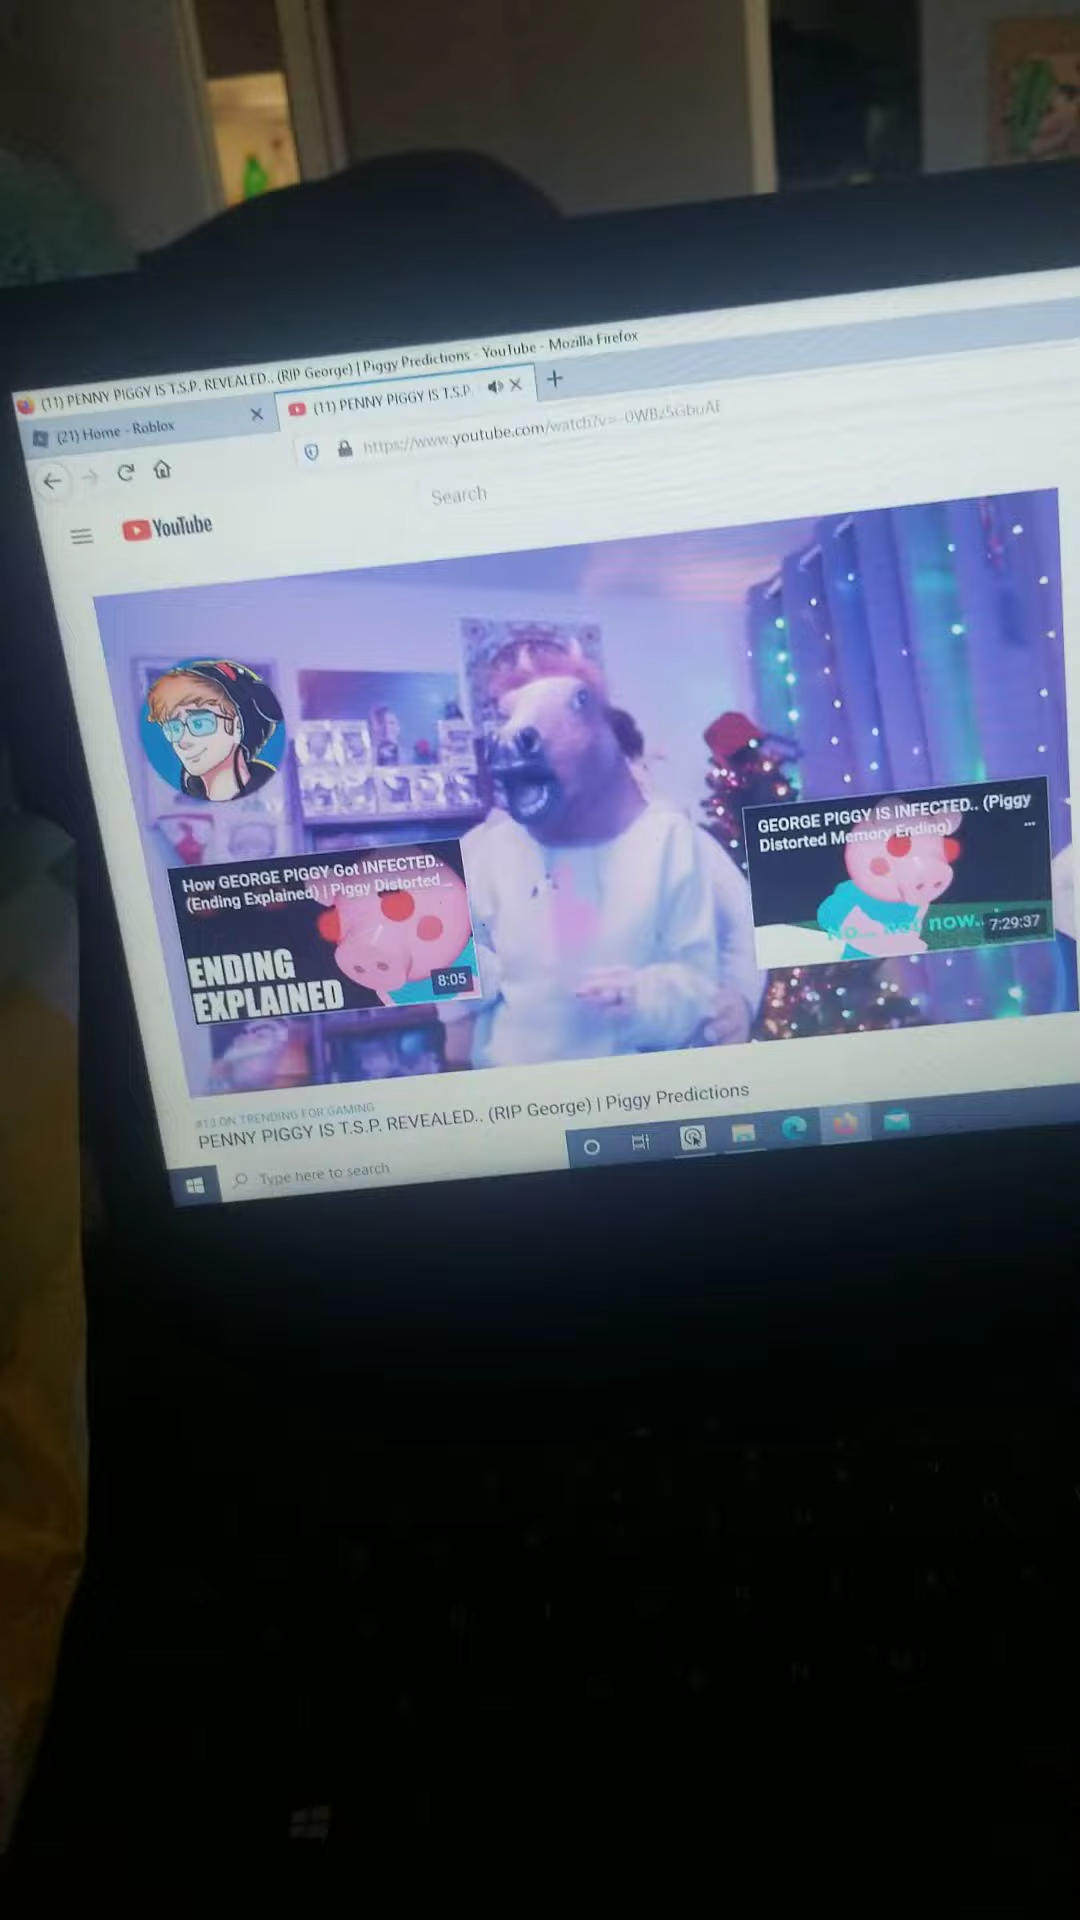 (11) PENNY PIGGY IS T.S.P. REVEALED.. (RIP George) | Piggy Predictions - YouTube - Mozilla Firefox
(21) Home - Roblox
(11) PENNY PIGGY IS T.S.P.
https://www.youtube.com/watch?v=-0WBz5GbuAE
YouTube
Search
How GEORGE PIGGY Got INFECTED..
(Ending Explained) | Piggy Distorted ...
ENDING
EXPLAINED
8:05
GEORGE PIGGY IS INFECTED.. (Piggy
Distorted Memory Ending)
No... not now..
7:29:37
#13 ON TRENDING FOR GAMING
PENNY PIGGY IS T.S.P. REVEALED.. (RIP George) | Piggy Predictions
Type here to search